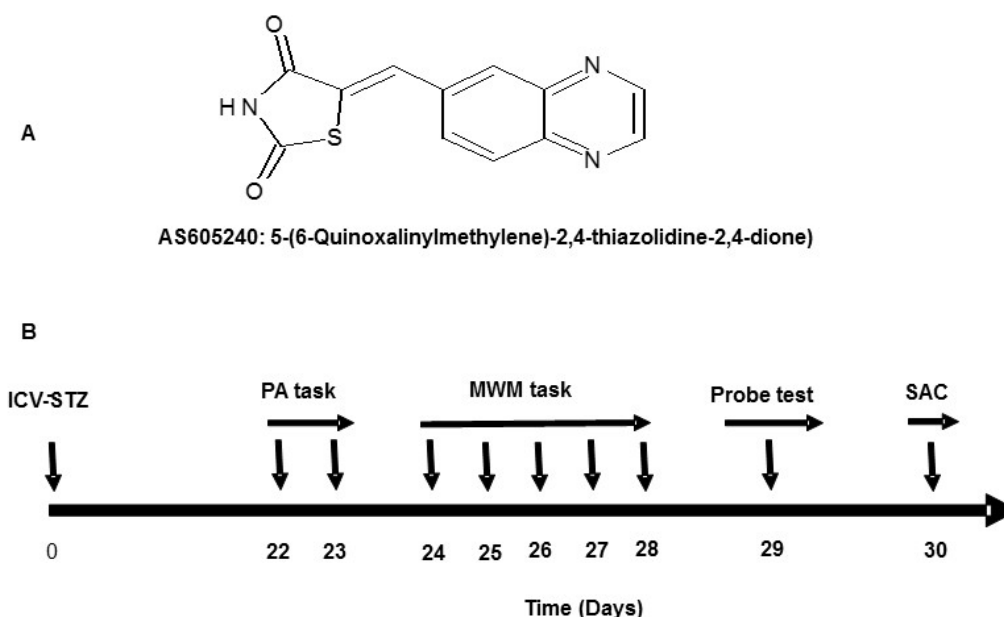 O
N
HN
A
S
N
O
AS605240: 5-(6-Quinoxalinylmethylene)-2,4-thiazolidine-2,4-dione)
B
ICV-STZ PA task MWM task Probe test SAC
0 22 23 24 25 26 27 28 29 30
Time (Days)